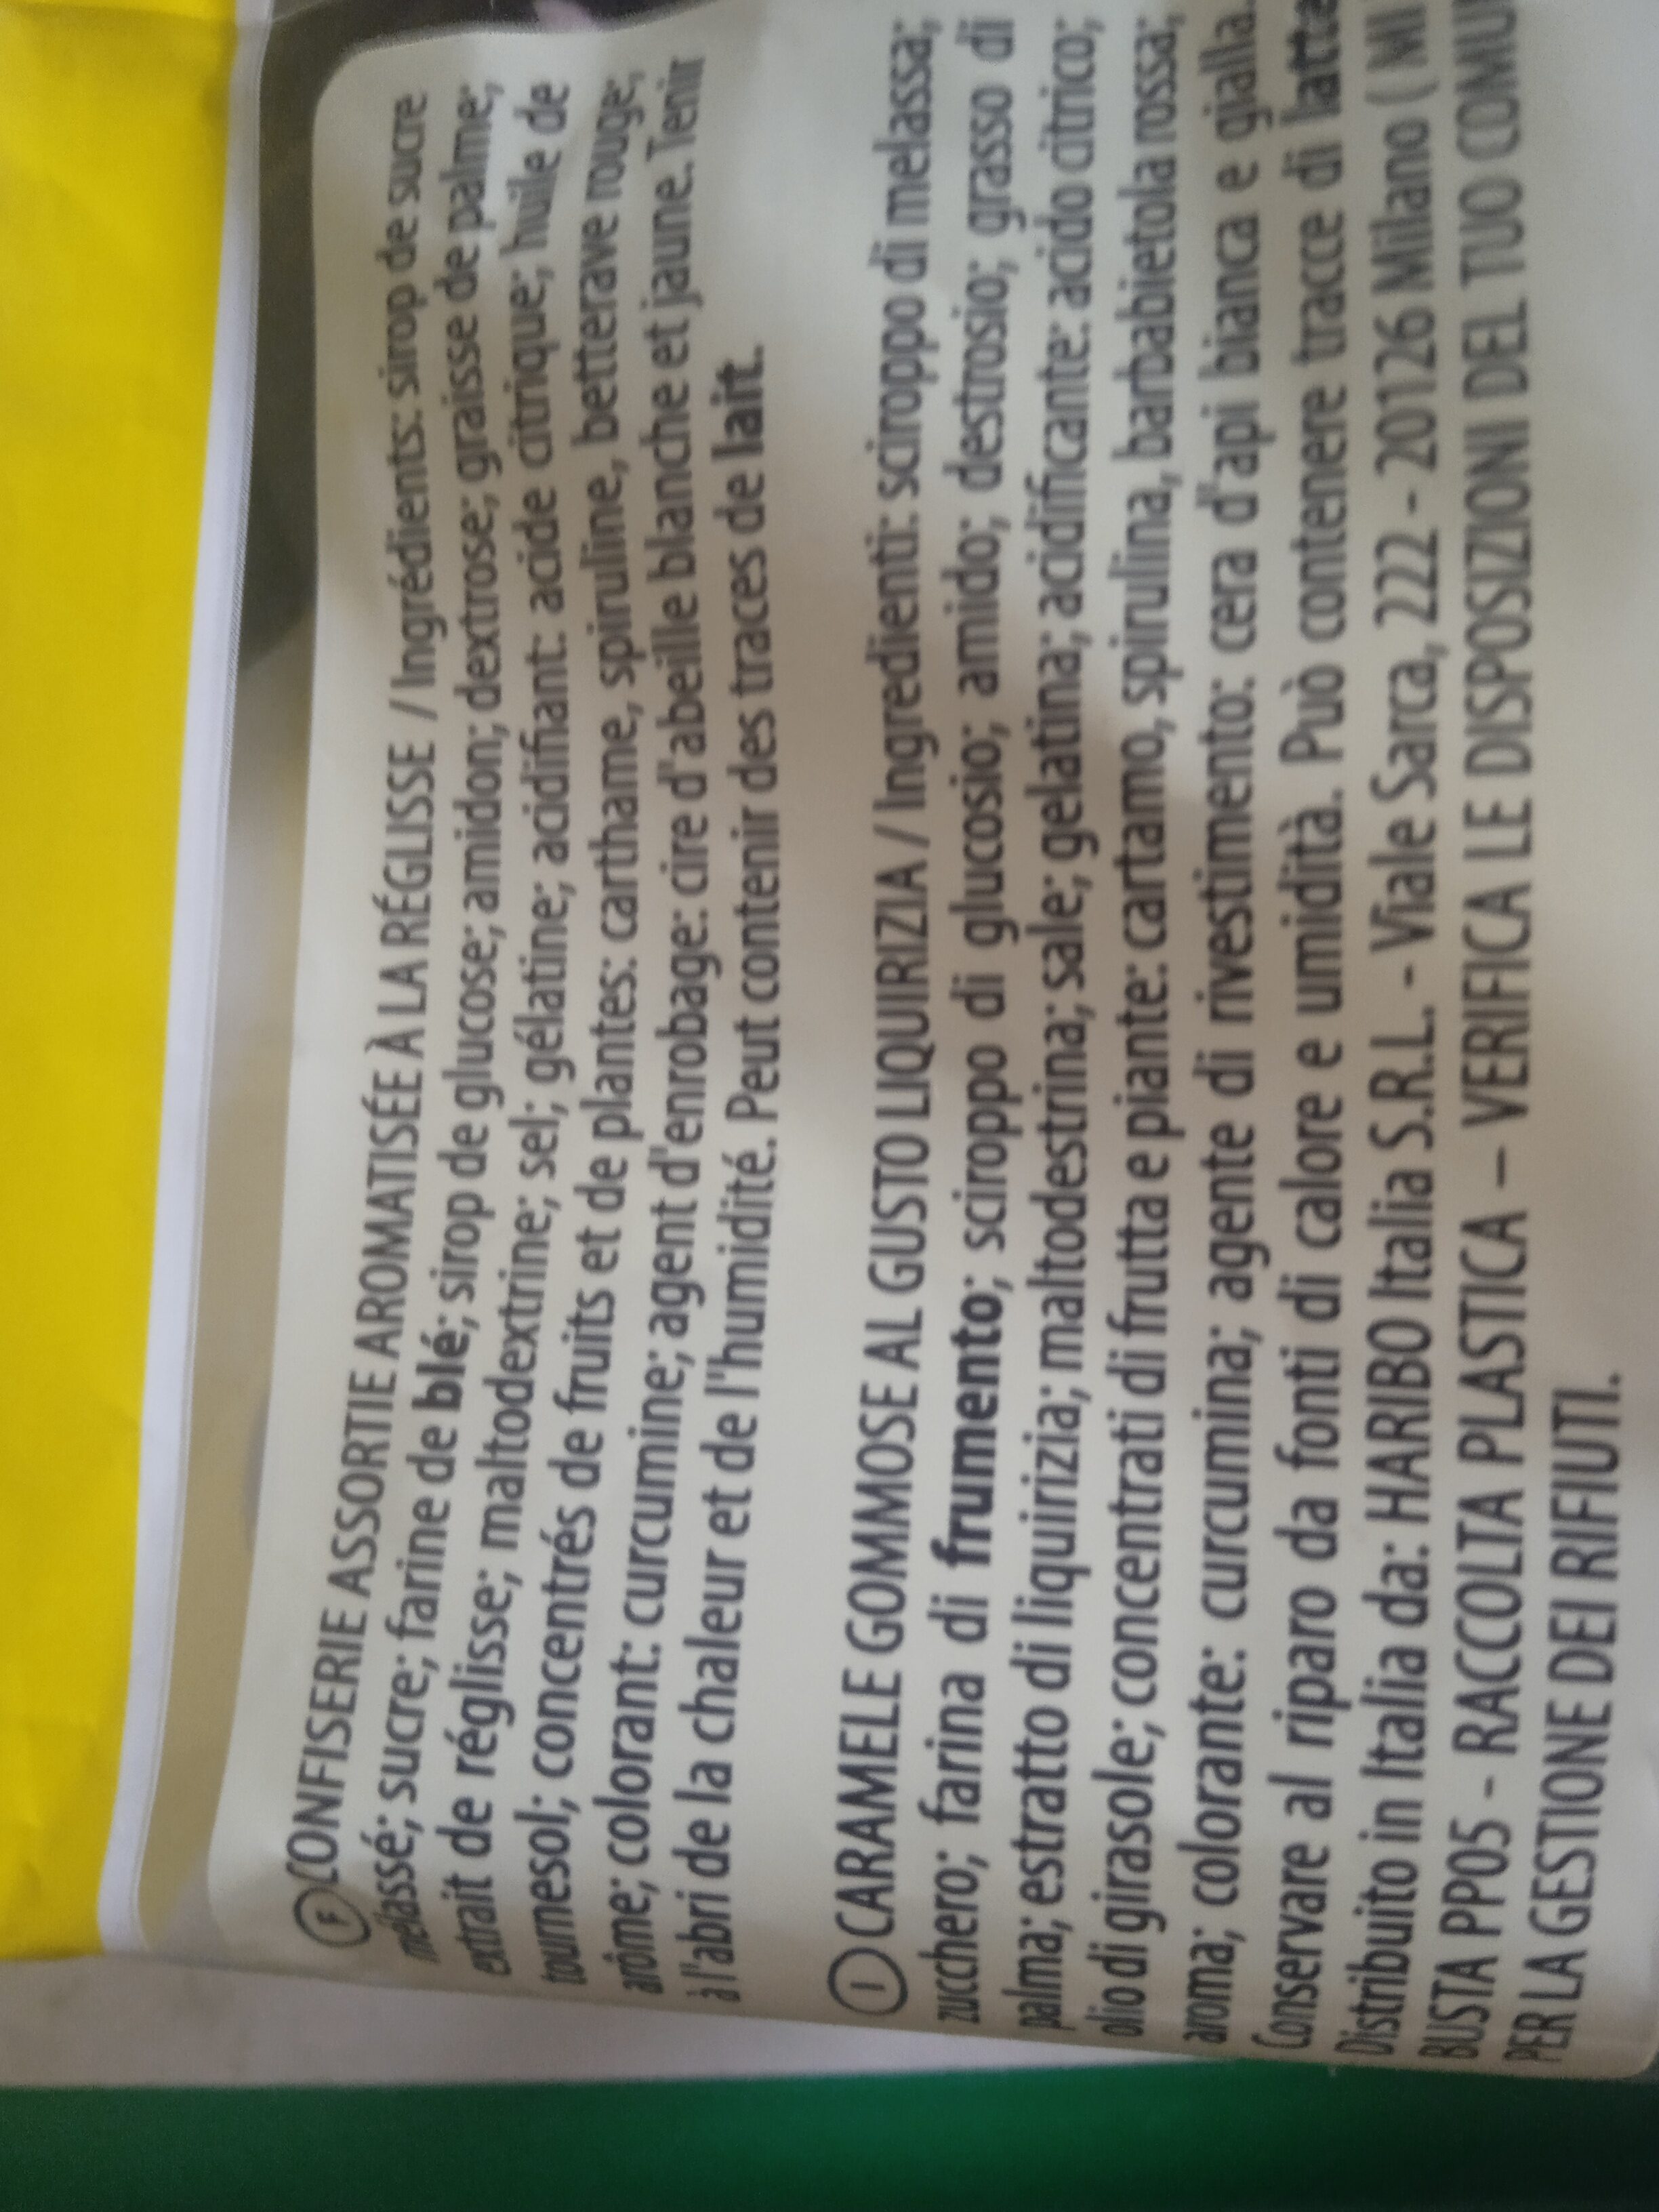 F CONFISERIE ASSORTIE AROMATISÉE À LA RÉGLISSE / Ingrédients: sirop de sucre
mélassé; sucre; farine de blé; sirop de glucose; amidon; dextrose; graisse de palme;
extrait de réglisse; maltodextrine; sel; gélatine; acidifiant: acide citrique; huile de
tournesol; concentrés de fruits et de plantes: carthame, spiruline, betterave rouge;
arôme; colorant: curcumine; agent d'enrobage: cire d'abeille blanche et jaune. Tenir
à l'abri de la chaleur et de l'humidité. Peut contenir des traces de lait.
I CARAMELE GOMMOSE AL GUSTO LIQUIRIZIA / Ingredienti: sciroppo di melassa;
zucchero; farina di frumento; sciroppo di glucosio; amido; destrosio; grasso di
palma; estratto di liquirizia; maltodestrina; sale; gelatina; acidificante: acido citrico;
olio di girasole; concentrati di frutta e piante: cartamo, spirulina, barbabietola rossa;
aroma; colorante: curcumina; agente di rivestimento: cera d'api bianca e gialla.
Conservare al riparo da fonti di calore e umidità. Può contenere tracce di latte
Distribuito in Italia da: HARIBO Italia S.R.L. - Viale Sarca, 222 - 20126 Milano ( MI
BUSTA PP05 - RACCOLTA PLASTICA – VERIFICA LE DISPOSIZIONI DEL TUO COMU
PER LA GESTIONE DEI RIFIUTI.